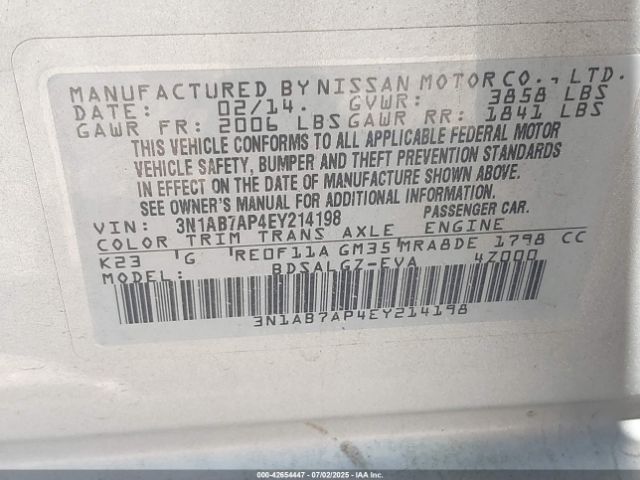 MANUFACTURED BY NISSAN MOTOR CO., LTD.
DATE: 02/14. GVWR: 3858 LBS
GAWR FR: 2006 LBS GAWR RR: 1841 LBS
THIS VEHICLE CONFORMS TO ALL APPLICABLE FEDERAL MOTOR
VEHICLE SAFETY, BUMPER AND THEFT PREVENTION STANDARDS
IN EFFECT ON THE DATE OF MANUFACTURE SHOWN ABOVE.
SEE OWNER'S MANUAL FOR ADDITIONAL INFORMATION.
VIN: 3N1AB7AP4EY214198 PASSENGER CAR.
COLOR TRIM TRANS AXLE ENGINE
K23 G RE0F11A GM35 MRA8DE 1798 CC
MODEL: BDSALGZ-EVA 4Z000
3N1AB7AP4EY214198
000-42654447 | 07/02/2025 | IAA, Inc.